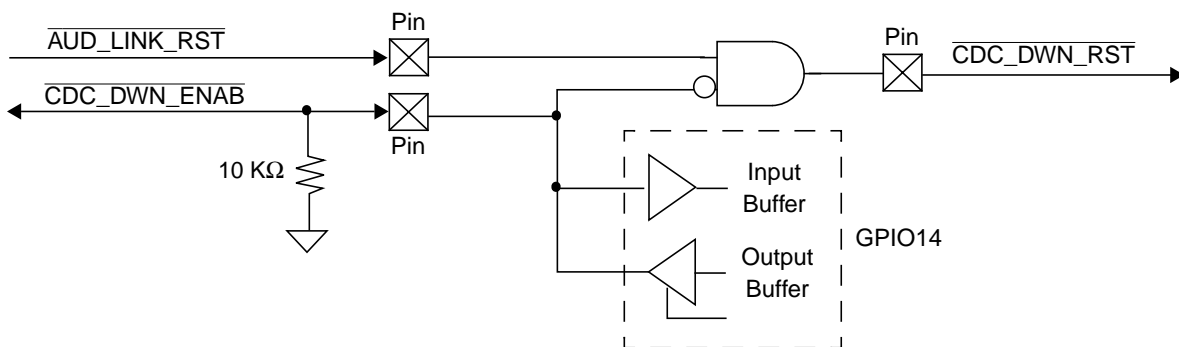 AUD_LINK_RST
Pin
Pin
CDC_DWN_RST
CDC_DWN_ENAB
Pin
10 KΩ
Input
Buffer
GPIO14
Output
Buffer